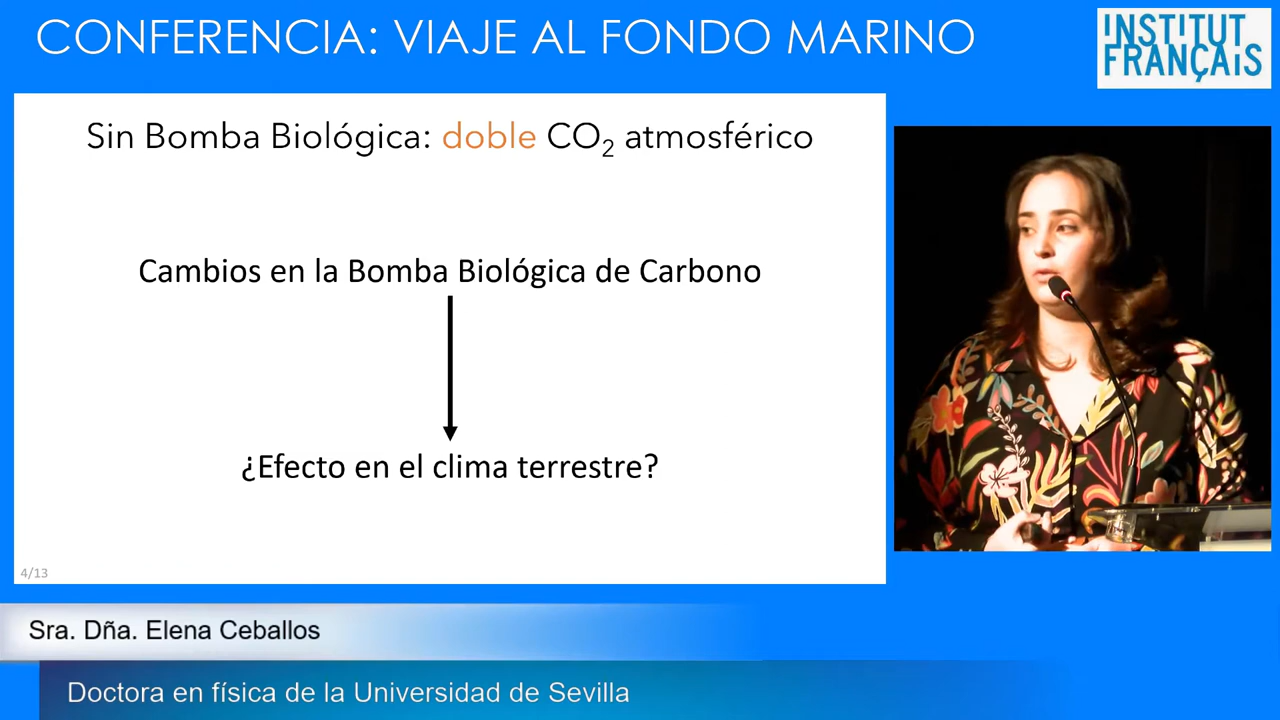 CONFERENCIA: VIAJE AL FONDO MARINO
INSTITUT
FRANÇAIS
Sin Bomba Biológica: doble CO₂ atmosférico
Cambios en la Bomba Biológica de Carbono
¿Efecto en el clima terrestre?
4/13
Sra. Dña. Elena Ceballos
Doctora en física de la Universidad de Sevilla